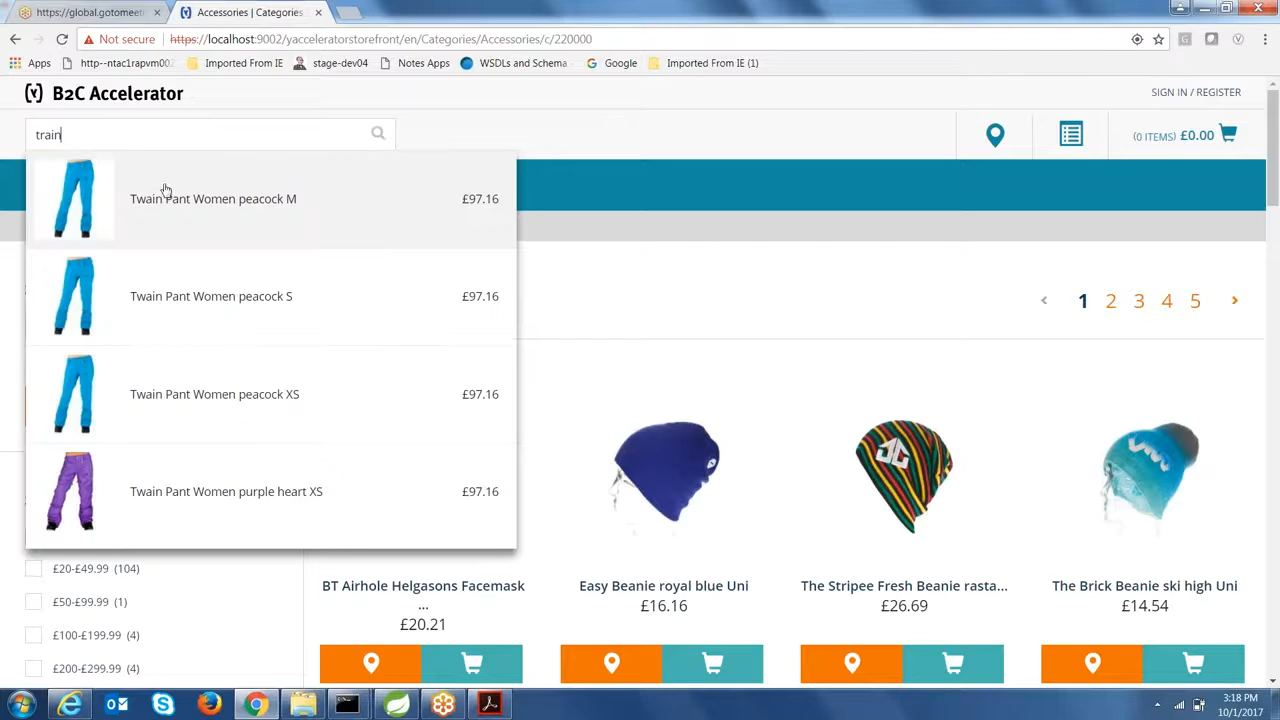 https://global.gotomeeti
Accessories | Categories
Not secure
https://localhost:9002/yacceleratorstorefront/en/Categories/Accessories/c/220000
Apps
http--ntac1rapvm002
Imported From IE
stage-dev04
Notes Apps
WSDLs and Schema
Google
Imported From IE (1)
B2C Accelerator
SIGN IN / REGISTER
train
(0 ITEMS) £0.00
Twain Pant Women peacock M £97.16
Twain Pant Women peacock S £97.16
Twain Pant Women peacock XS £97.16
Twain Pant Women purple heart XS £97.16
1 2 3 4 5
£20-£49.99 (104)
£50-£99.99 (1)
£100-£199.99 (4)
£200-£299.99 (4)
BT Airhole Helgasons Facemask
...
£20.21
Easy Beanie royal blue Uni
£16.16
The Stripee Fresh Beanie rasta...
£26.69
The Brick Beanie ski high Uni
£14.54
3:18 PM
10/1/2017